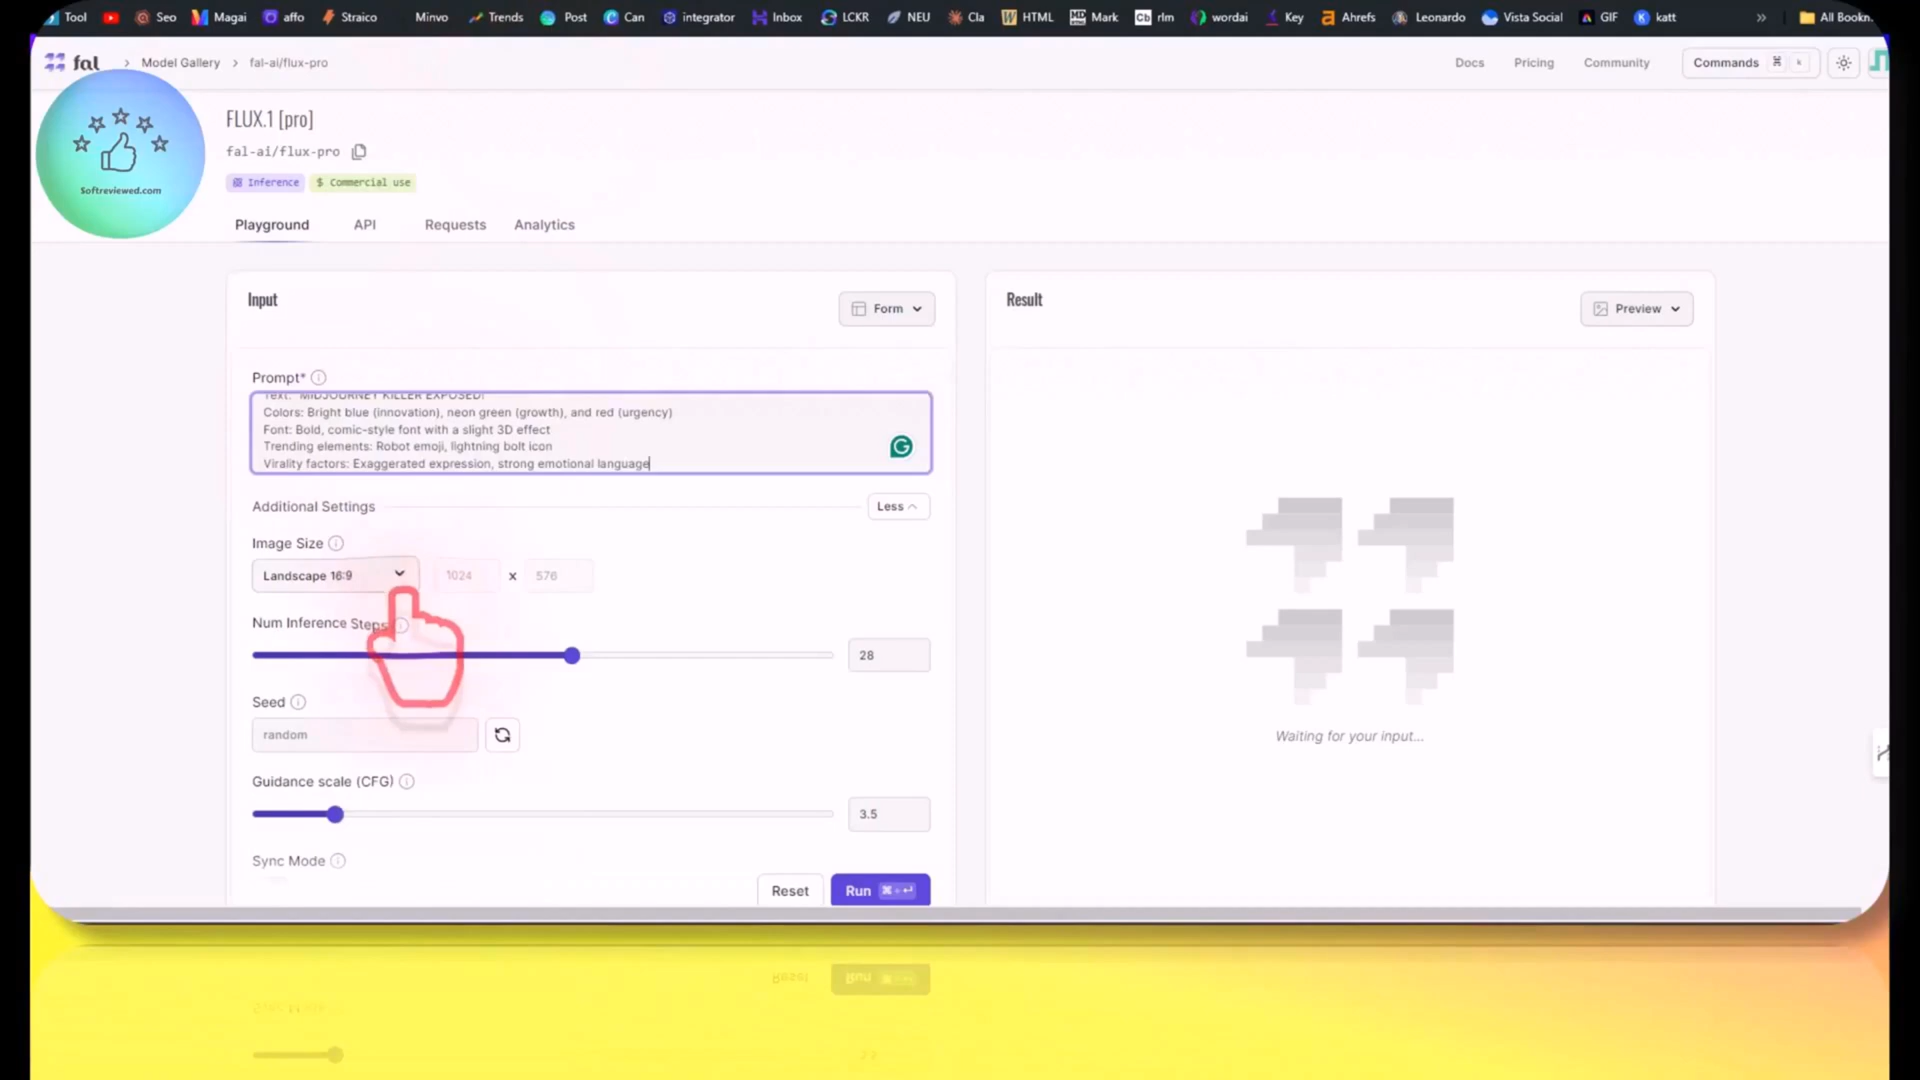 Tool Seo Magai affo Straico Minvo Trends Post Can integrator Inbox LCKR NEU Cla HTML Mark rlm wordai Key Ahrefs Leonardo Vista Social GIF katt » All Bookn
fal > Model Gallery > fal-ai/flux-pro Docs Pricing Community Commands ⌘ k
FLUX.1 [pro]
fal-ai/flux-pro
Softreviewed.com
Inference $ Commercial use
Playground API Requests Analytics
Input Form
Result Preview
Prompt*
Text: "MIDJOURNEY KILLER EXPOSED!
Colors: Bright blue (innovation), neon green (growth), and red (urgency)
Font: Bold, comic-style font with a slight 3D effect
Trending elements: Robot emoji, lightning bolt icon
Virality factors: Exaggerated expression, strong emotional language
Additional Settings Less
Image Size
Landscape 16:9 1024 x 576
Num Inference Steps
28
Seed
random
Waiting for your input...
Guidance scale (CFG)
3.5
Sync Mode
Reset Run ⌘ + ↵